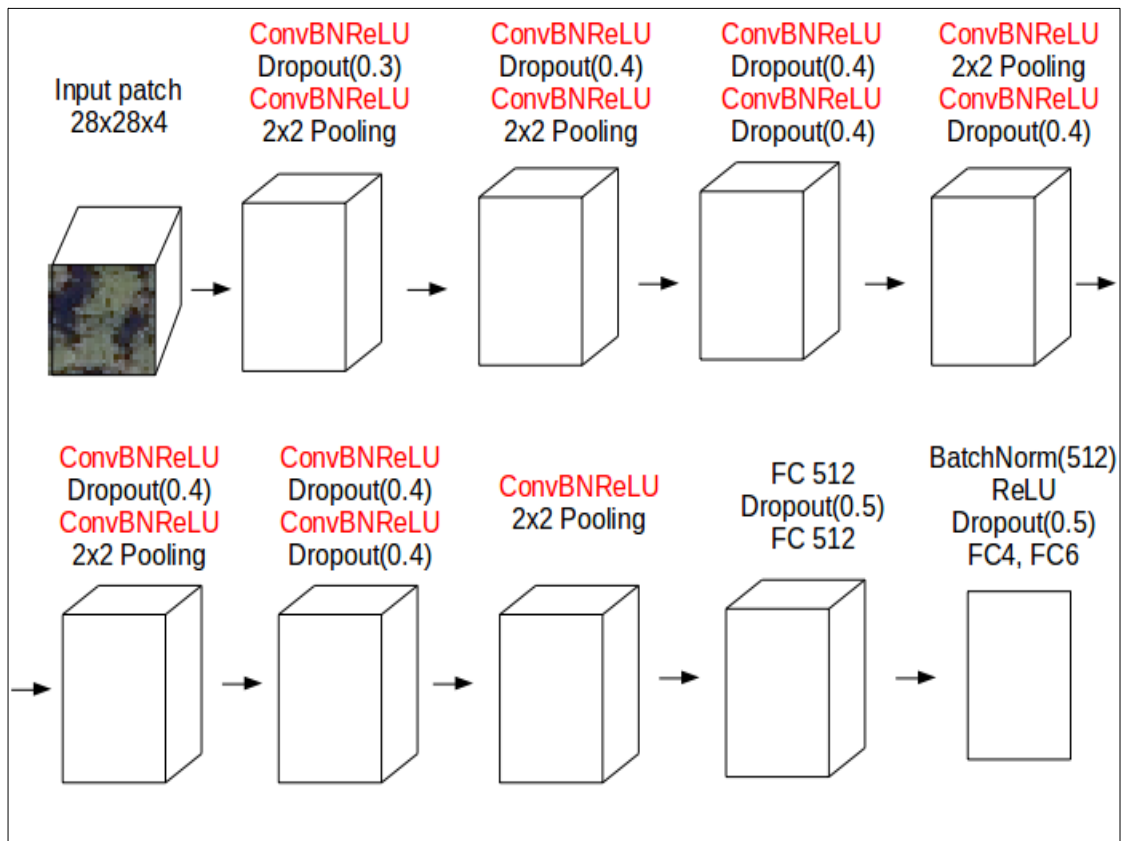 Input patch
28x28x4
ConvBNReLU
Dropout(0.3)
ConvBNReLU
2x2 Pooling
ConvBNReLU
Dropout(0.4)
ConvBNReLU
2x2 Pooling
ConvBNReLU
Dropout(0.4)
ConvBNReLU
Dropout(0.4)
ConvBNReLU
2x2 Pooling
ConvBNReLU
Dropout(0.4)
ConvBNReLU
Dropout(0.4)
ConvBNReLU
2x2 Pooling
ConvBNReLU
Dropout(0.4)
ConvBNReLU
Dropout(0.4)
ConvBNReLU
2x2 Pooling
FC 512
Dropout(0.5)
FC 512
BatchNorm(512)
ReLU
Dropout(0.5)
FC4, FC6